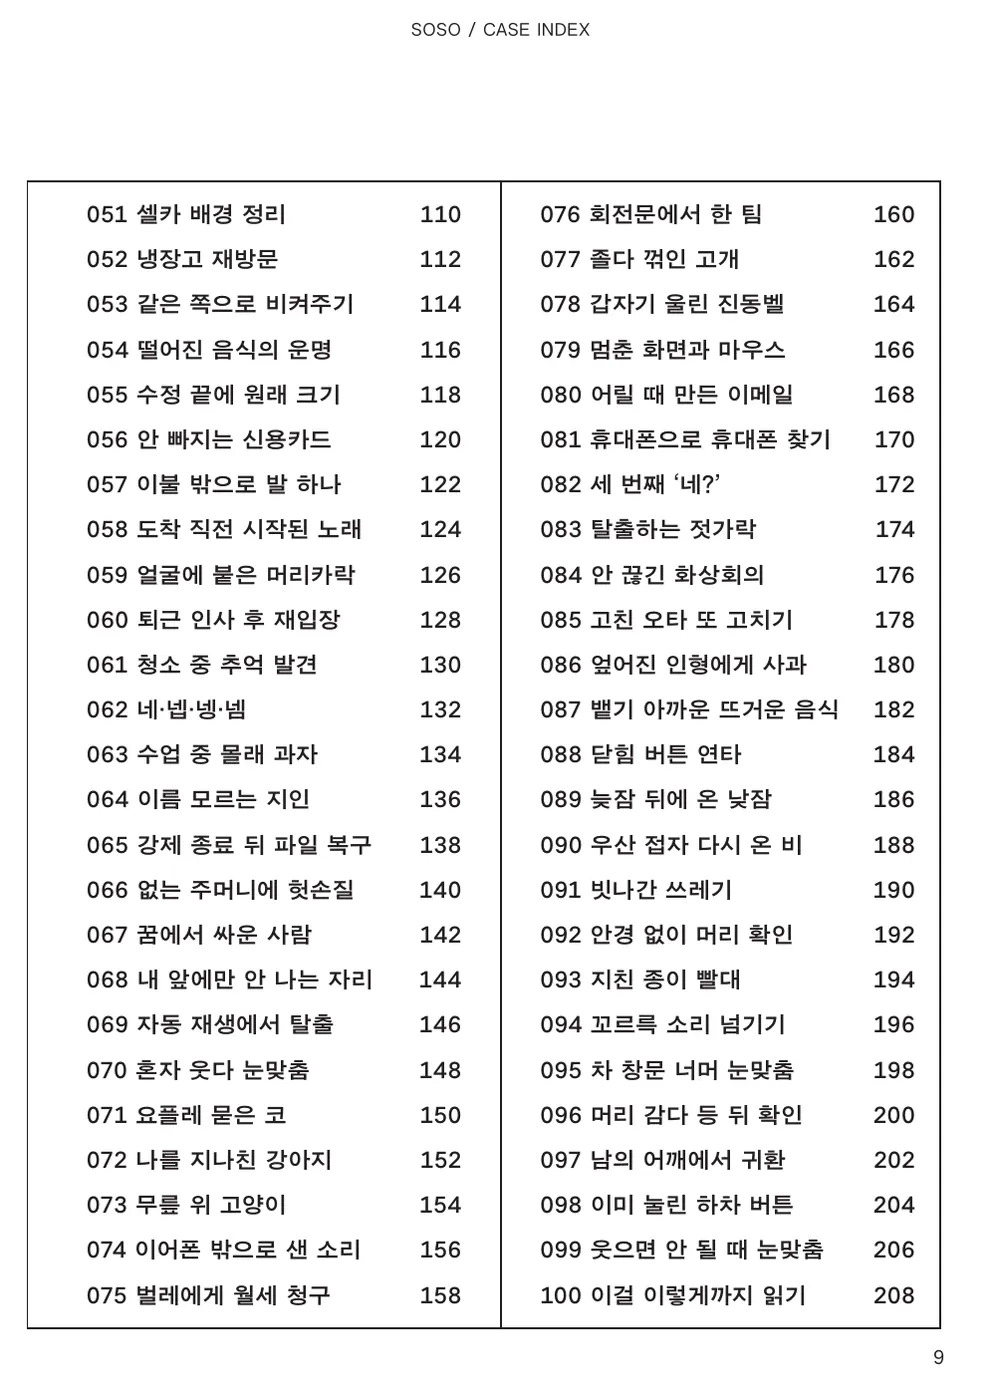 SOSO / CASE INDEX
051 셀카 배경 정리 110
052 냉장고 재방문 112
053 같은 쪽으로 비켜주기 114
054 떨어진 음식의 운명 116
055 수정 끝에 원래 크기 118
056 안 빠지는 신용카드 120
057 이불 밖으로 발 하나 122
058 도착 직전 시작된 노래 124
059 얼굴에 붙은 머리카락 126
060 퇴근 인사 후 재입장 128
061 청소 중 추억 발견 130
062 네·넵·넹·넴 132
063 수업 중 몰래 과자 134
064 이름 모르는 지인 136
065 강제 종료 뒤 파일 복구 138
066 없는 주머니에 헛손질 140
067 꿈에서 싸운 사람 142
068 내 앞에만 안 나는 자리 144
069 자동 재생에서 탈출 146
070 혼자 웃다 눈맞춤 148
071 요플레 묻은 코 150
072 나를 지나친 강아지 152
073 무릎 위 고양이 154
074 이어폰 밖으로 샌 소리 156
075 벌레에게 월세 청구 158
076 회전문에서 한 팀 160
077 졸다 꺾인 고개 162
078 갑자기 울린 진동벨 164
079 멈춘 화면과 마우스 166
080 어릴 때 만든 이메일 168
081 휴대폰으로 휴대폰 찾기 170
082 세 번째 ‘네?’ 172
083 탈출하는 젓가락 174
084 안 끊긴 화상회의 176
085 고친 오타 또 고치기 178
086 엎어진 인형에게 사과 180
087 뱉기 아까운 뜨거운 음식 182
088 닫힘 버튼 연타 184
089 늦잠 뒤에 온 낮잠 186
090 우산 접자 다시 온 비 188
091 빗나간 쓰레기 190
092 안경 없이 머리 확인 192
093 지친 종이 빨대 194
094 꼬르륵 소리 넘기기 196
095 차 창문 너머 눈맞춤 198
096 머리 감다 등 뒤 확인 200
097 남의 어깨에서 귀환 202
098 이미 눌린 하차 버튼 204
099 웃으면 안 될 때 눈맞춤 206
100 이걸 이렇게까지 읽기 208
9